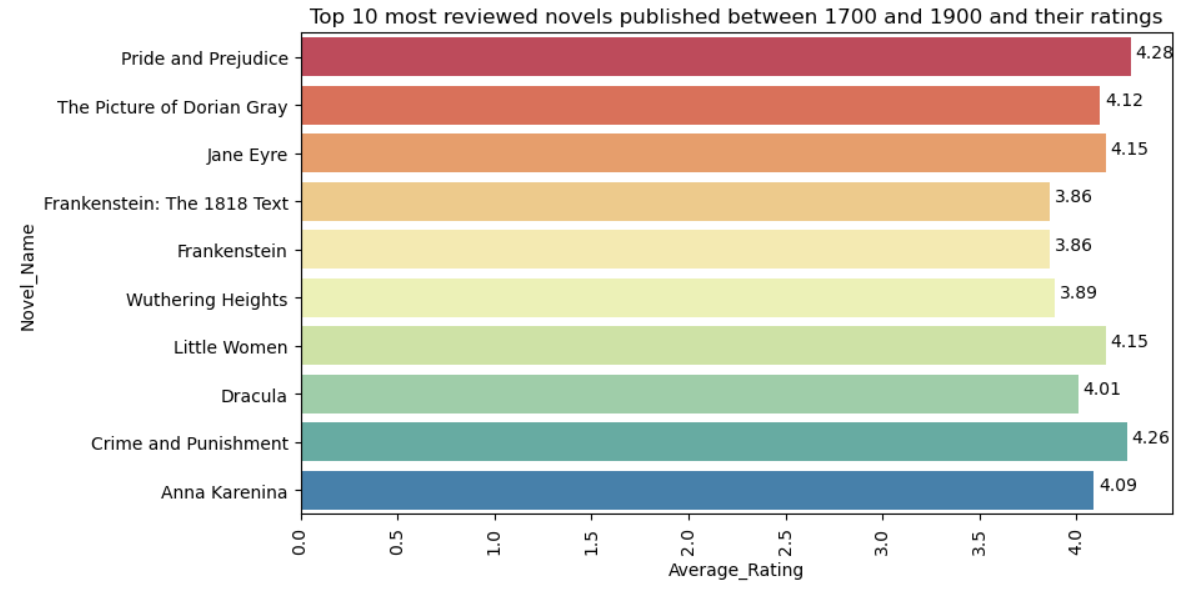 Top 10 most reviewed novels published between 1700 and 1900 and their ratings
Novel_Name
Pride and Prejudice 4.28
The Picture of Dorian Gray 4.12
Jane Eyre 4.15
Frankenstein: The 1818 Text 3.86
Frankenstein 3.86
Wuthering Heights 3.89
Little Women 4.15
Dracula 4.01
Crime and Punishment 4.26
Anna Karenina 4.09
0.0 0.5 1.0 1.5 2.0 2.5 3.0 3.5 4.0
Average_Rating